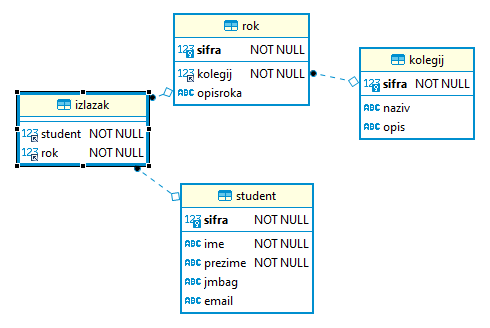 rok
123 sifra NOT NULL
123 kolegij NOT NULL
ABC opisroka
kolegij
123 sifra NOT NULL
ABC naziv
ABC opis
izlazak
123 student NOT NULL
123 rok NOT NULL
student
123 sifra NOT NULL
ABC ime NOT NULL
ABC prezime NOT NULL
ABC jmbag
ABC email